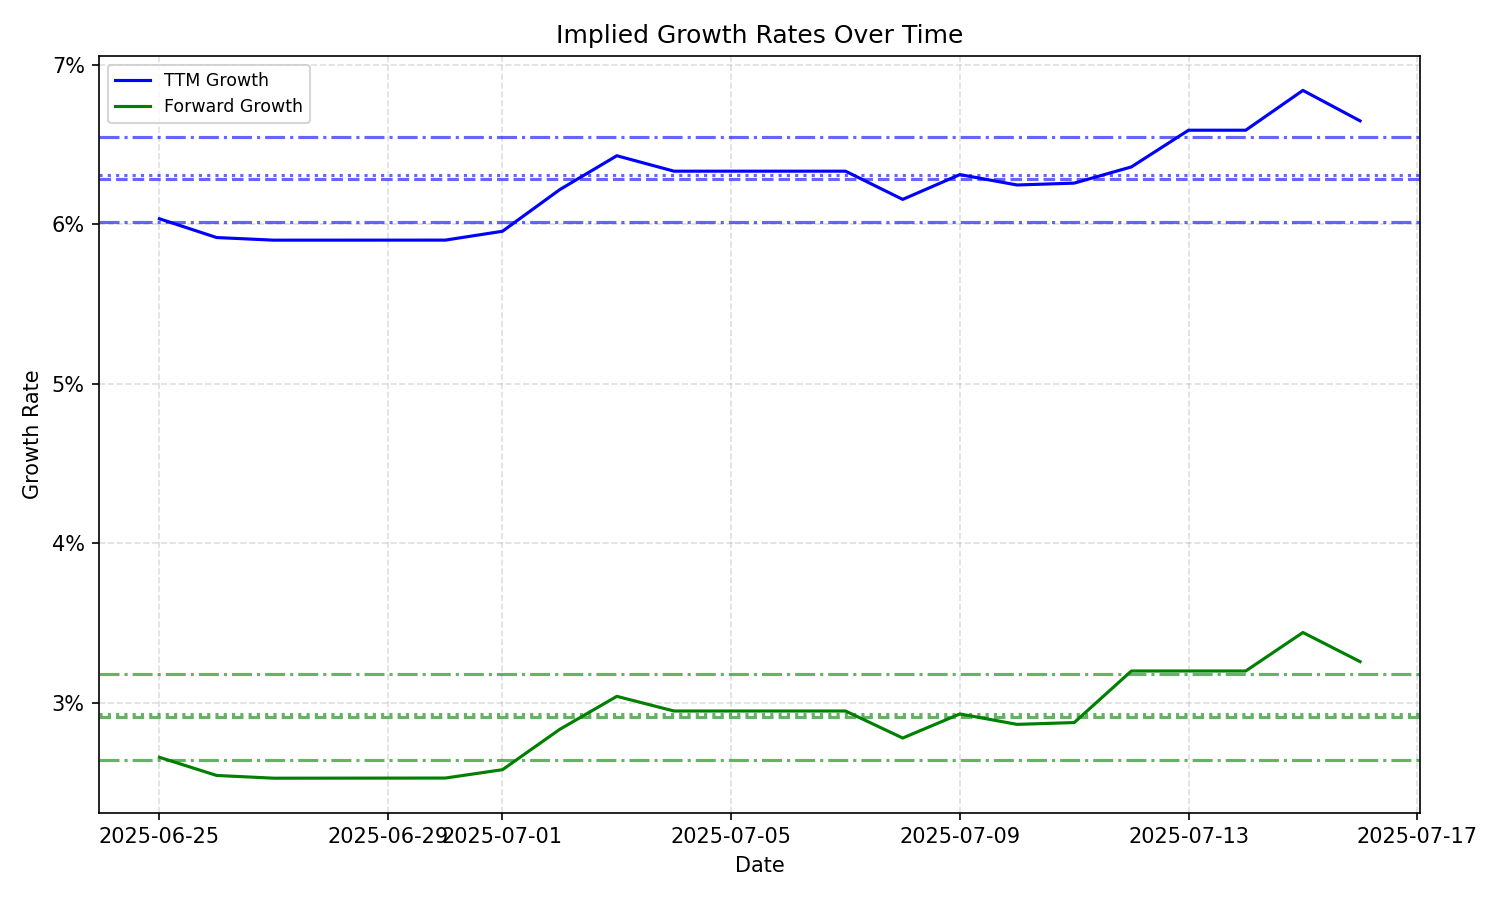 Implied Growth Rates Over Time
TTM Growth
Forward Growth
7%
6%
5%
4%
3%
Growth Rate
2025-06-25
2025-06-29
2025-07-01
2025-07-05
2025-07-09
2025-07-13
2025-07-17
Date